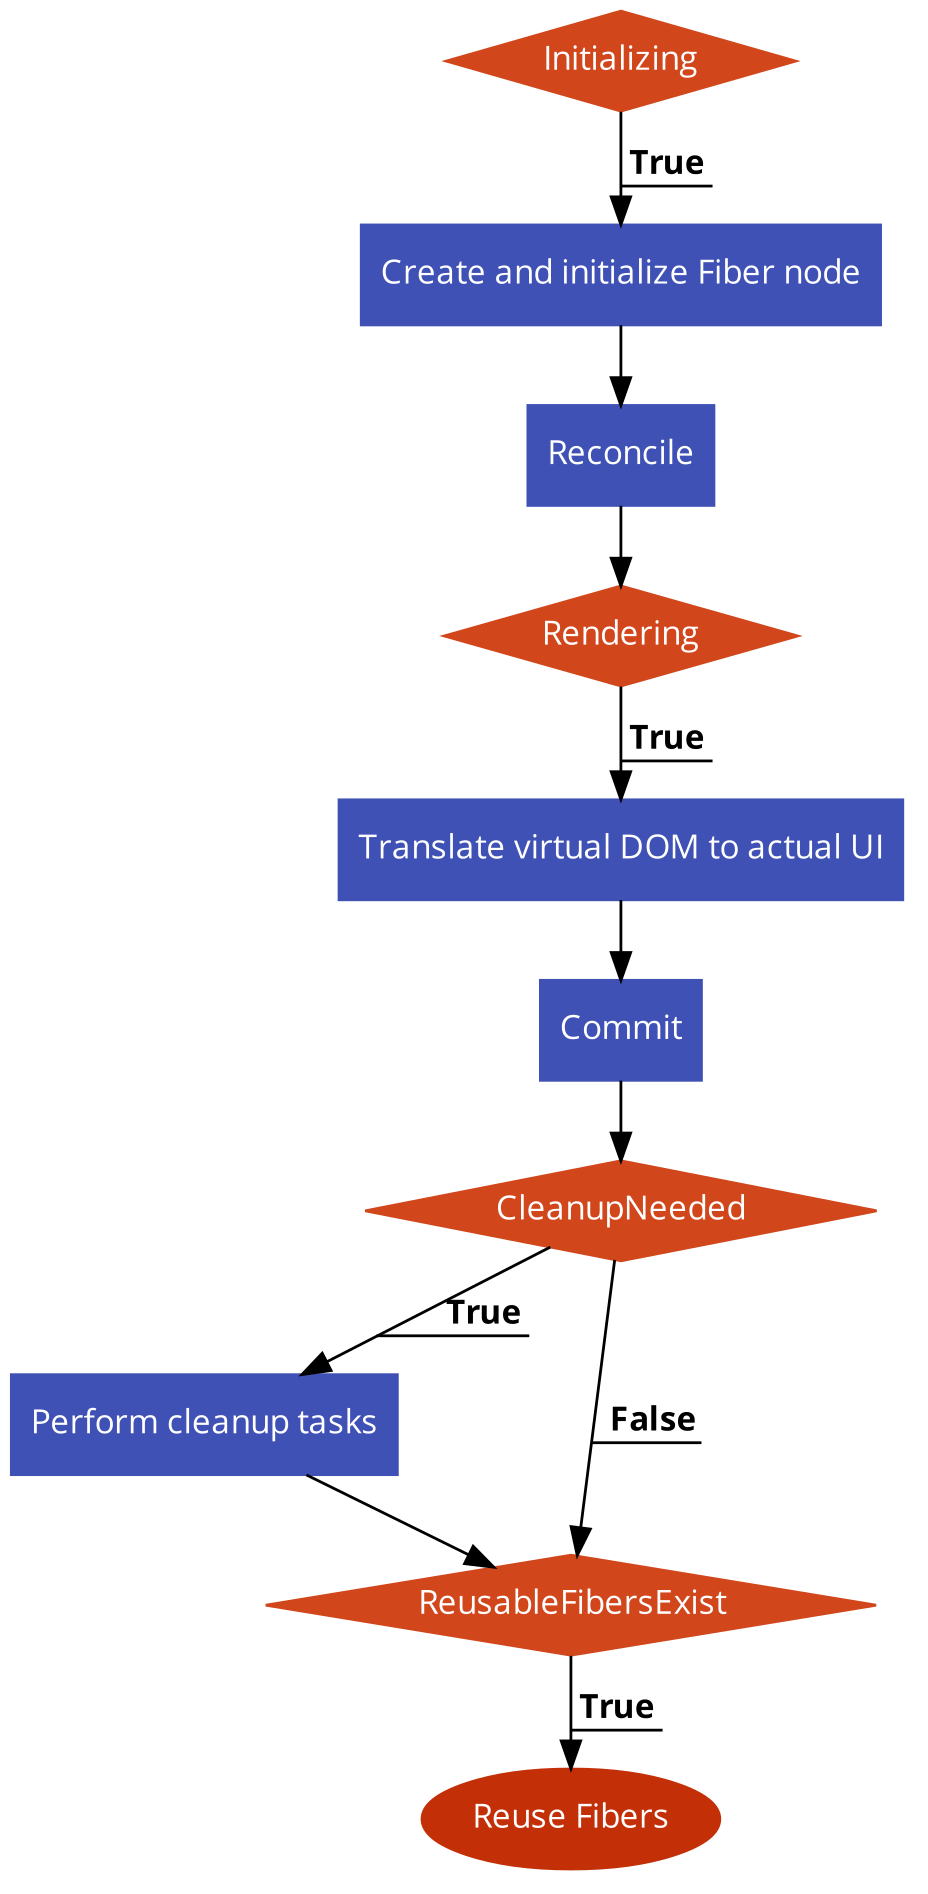 Initializing
True
Create and initialize Fiber node
Reconcile
Rendering
True
Translate virtual DOM to actual UI
Commit
CleanupNeeded
True
False
Perform cleanup tasks
ReusableFibersExist
True
Reuse Fibers